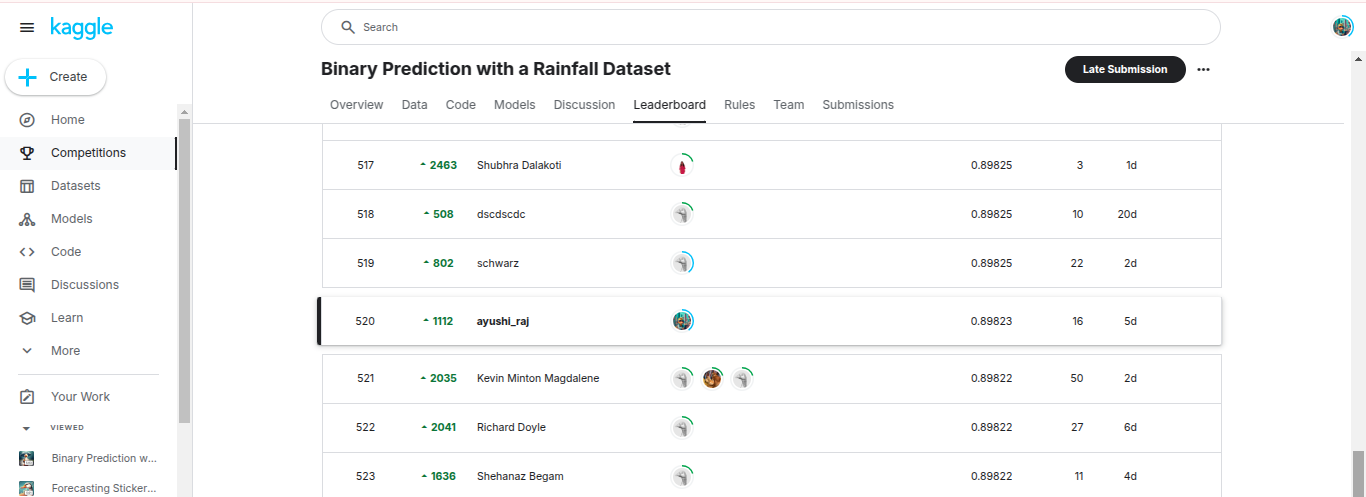 kaggle
Search
Create
Binary Prediction with a Rainfall Dataset
Late Submission
Overview Data Code Models Discussion Leaderboard Rules Team Submissions
Home
Competitions
Datasets
Models
Code
Discussions
Learn
More
Your Work
VIEWED
Binary Prediction w...
Forecasting Sticker...
517 2463 Shubhra Dalakoti 0.89825 3 1d
518 508 dscdscdc 0.89825 10 20d
519 802 schwarz 0.89825 22 2d
520 1112 ayushi_raj 0.89823 16 5d
521 2035 Kevin Minton Magdalene 0.89822 50 2d
522 2041 Richard Doyle 0.89822 27 6d
523 1636 Shehanaz Begam 0.89822 11 4d